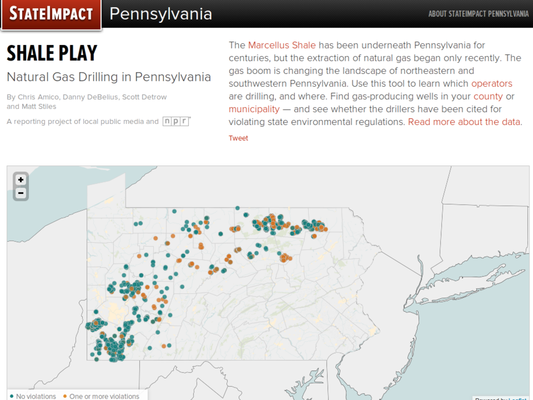 STATEIMPACT Pennsylvania ABOUT STATEIMPACT PENNSYLVANIA
SHALE PLAY
Natural Gas Drilling in Pennsylvania
By Chris Amico, Danny DeBelius, Scott Detrow
and Matt Stiles
A reporting project of local public media and npr
The Marcellus Shale has been underneath Pennsylvania for
centuries, but the extraction of natural gas began only recently. The
gas boom is changing the landscape of northeastern and
southwestern Pennsylvania. Use this tool to learn which operators
are drilling, and where. Find gas-producing wells in your county or
municipality — and see whether the drillers have been cited for
violating state environmental regulations. Read more about the data.
Tweet
+
−
No violations One or more violations
Powered by Leaflet